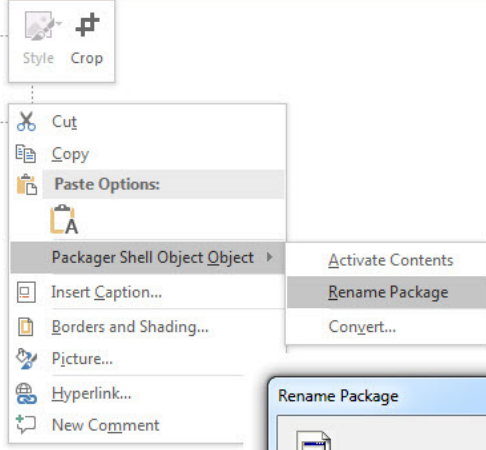 Style Crop
Cut
Copy
Paste Options:
A
Packager Shell Object Object
Activate Contents
Insert Caption...
Rename Package
Borders and Shading...
Convert...
Picture...
Hyperlink...
Rename Package
New Comment